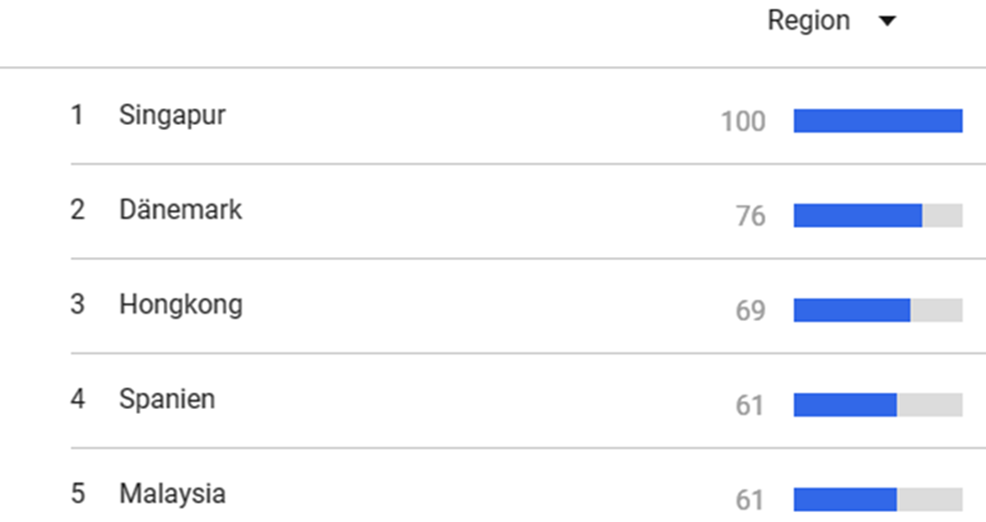 Region
1 Singapur 100
2 Dänemark 76
3 Hongkong 69
4 Spanien 61
5 Malaysia 61